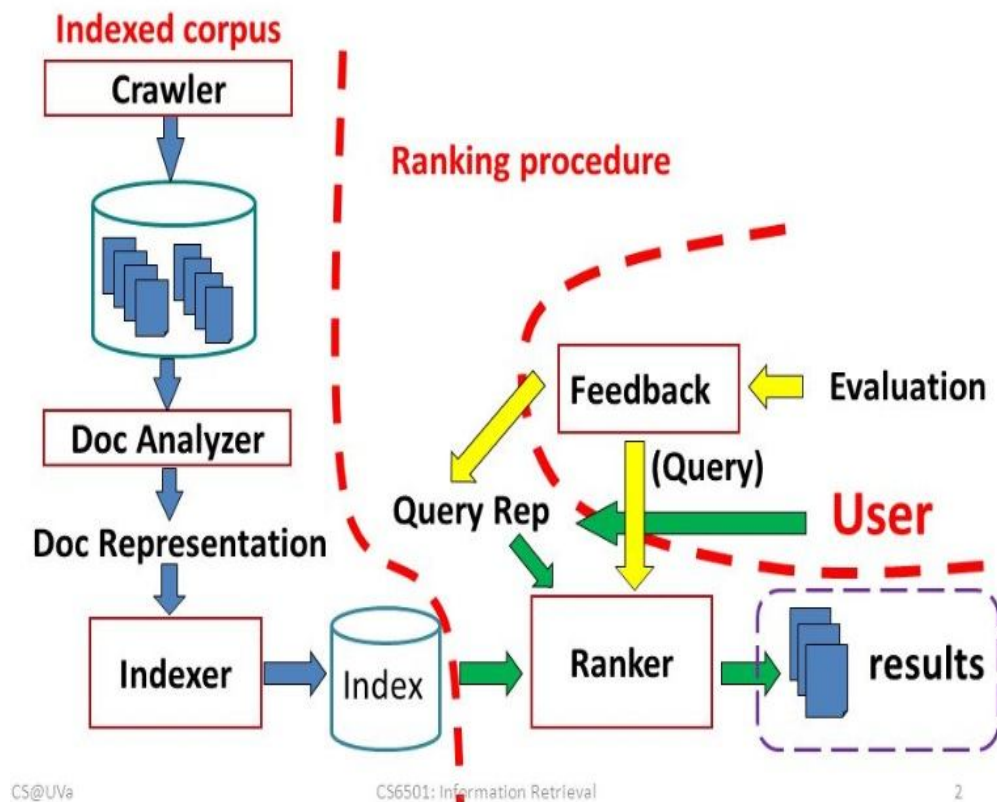 Indexed corpus
Crawler
Ranking procedure
Feedback
Evaluation
Doc Analyzer
(Query)
Query Rep
User
Doc Representation
Indexer
Index
Ranker
results
CS@UVa
CS6501: Information Retrieval
2